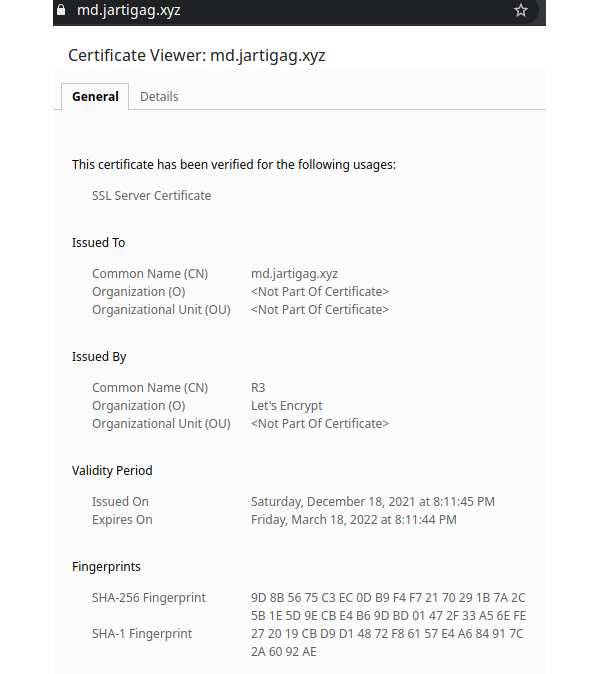 md.jartigag.xyz
Certificate Viewer: md.jartigag.xyz
General Details
This certificate has been verified for the following usages:
SSL Server Certificate
Issued To
Common Name (CN) md.jartigag.xyz
Organization (O) <Not Part Of Certificate>
Organizational Unit (OU) <Not Part Of Certificate>
Issued By
Common Name (CN) R3
Organization (O) Let's Encrypt
Organizational Unit (OU) <Not Part Of Certificate>
Validity Period
Issued On Saturday, December 18, 2021 at 8:11:45 PM
Expires On Friday, March 18, 2022 at 8:11:44 PM
Fingerprints
SHA-256 Fingerprint 9D 8B 56 75 C3 EC 0D B9 F4 F7 21 70 29 1B 7A 2C
5B 1E 5D 9E CB E4 B6 9D BD 01 47 2F 33 A5 6E FE
SHA-1 Fingerprint 27 20 19 CB D9 D1 48 72 F8 61 57 E4 A6 84 91 7C
2A 60 92 AE